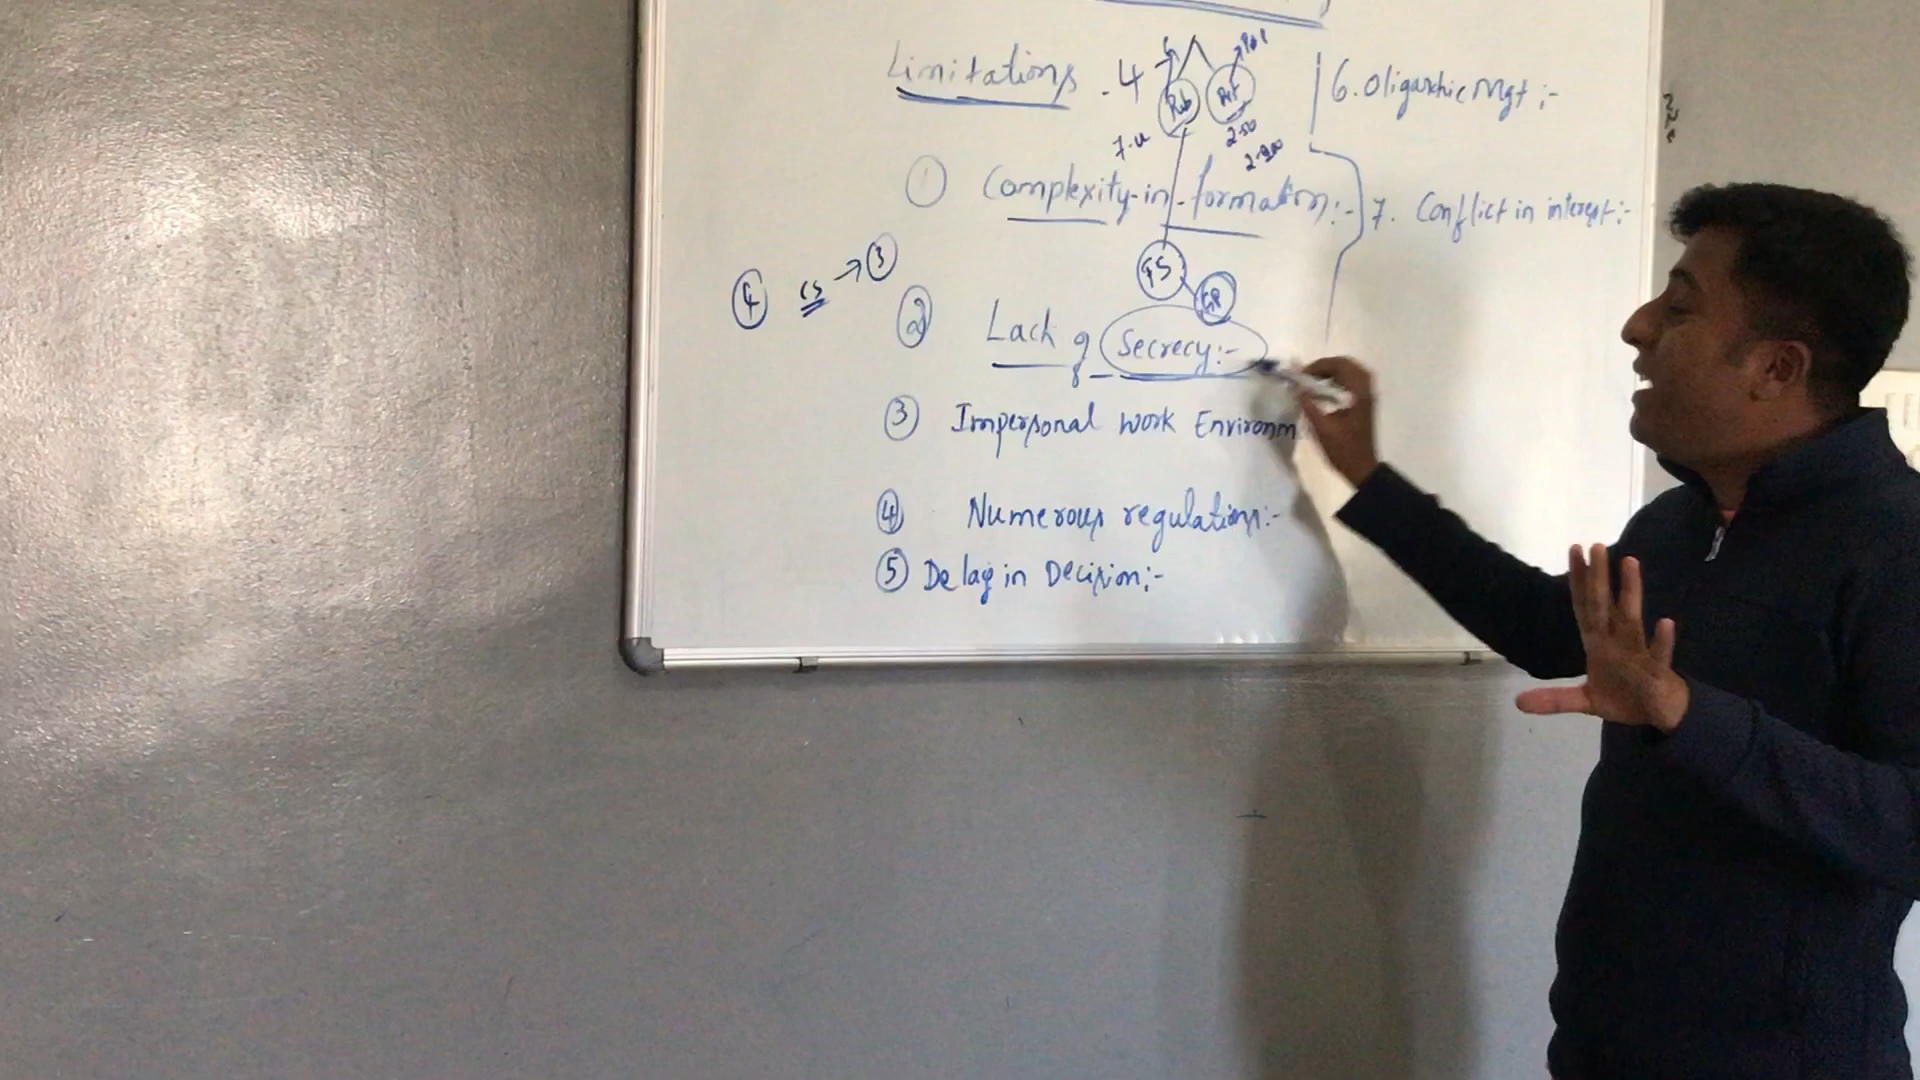 Limitations - 4
Pub
Pvt
7-U
2-50
2-200
① Complexity-in-formation:-
④ CS → ③
GS
GR
② Lack of Secrecy:-
③ Impersonal Work Environm
④ Numerous regulations:-
⑤ Delay in Decision:-
6. Oligarchic Mgt:-
7. Conflict in interest:-